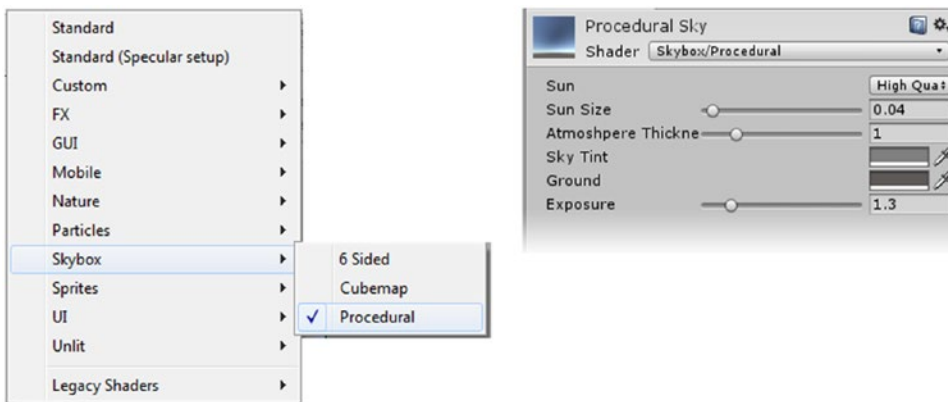 Standard
Standard (Specular setup)
Custom
FX
GUI
Mobile
Nature
Particles
Skybox
Sprites
UI
Unlit
Legacy Shaders
6 Sided
Cubemap
Procedural
Procedural Sky
Shader Skybox/Procedural
Sun High Qua
Sun Size 0.04
Atmoshpere Thickne 1
Sky Tint
Ground
Exposure 1.3